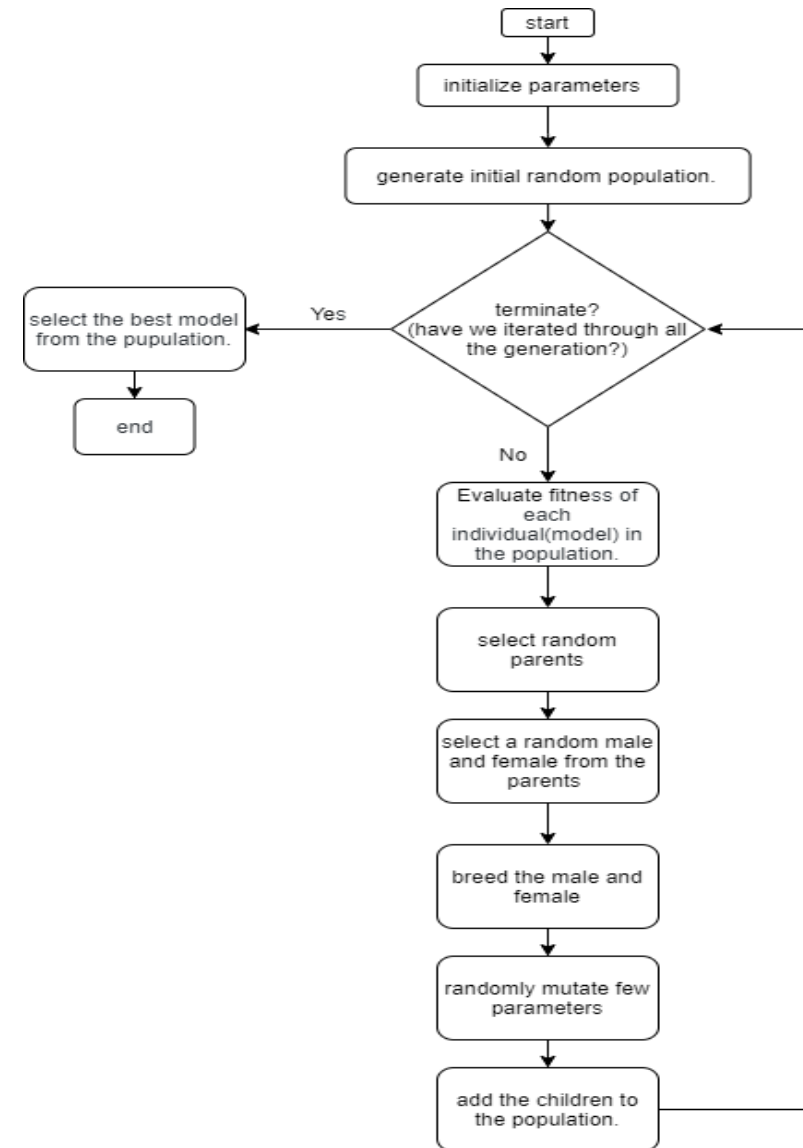 start
initialize parameters
generate initial random population.
terminate?
(have we iterated through all
the generation?)
Yes
select the best model
from the pupulation.
end
No
Evaluate fitness of
each
individual(model) in
the population.
select random
parents
select a random male
and female from the
parents
breed the male and
female
randomly mutate few
parameters
add the children to
the population.